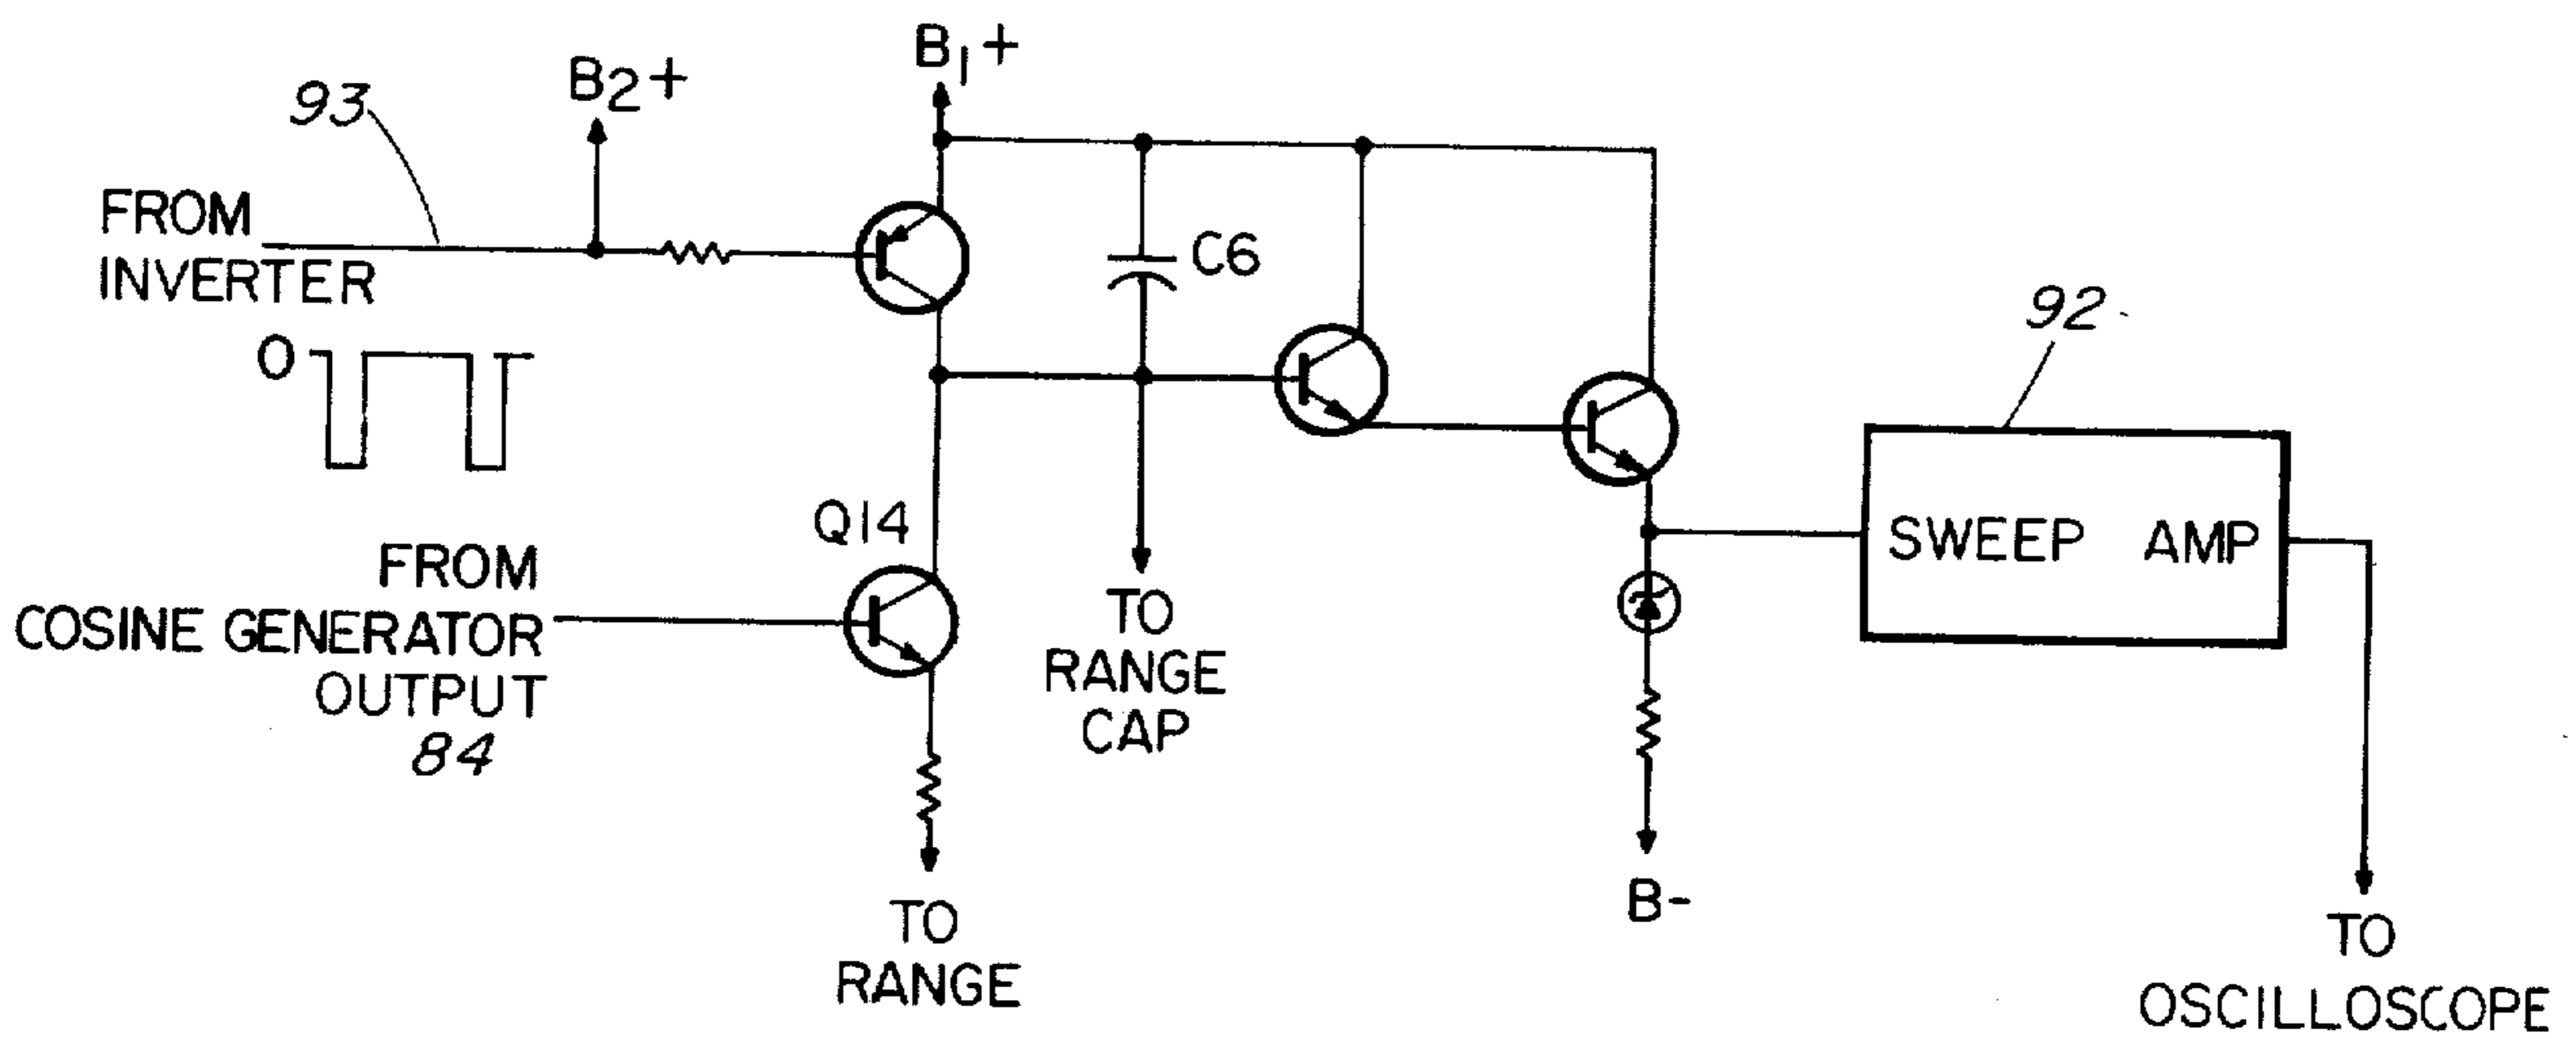 B1+
B2+
93
FROM
INVERTER
0
C6
92
Q14
SWEEP AMP
FROM
COSINE GENERATOR
OUTPUT
84
TO
RANGE
CAP
B-
TO
RANGE
TO
OSCILLOSCOPE